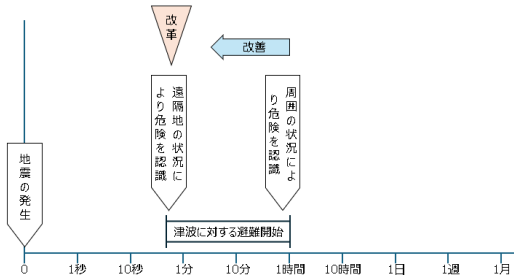 改
革
改善
遠隔地の状況に
より危険を認識
周囲の状況によ
り危険を認識
地震の発生
津波に対する避難開始
0
1秒
10秒
1分
10分
1時間
10時間
1日
1週
1月